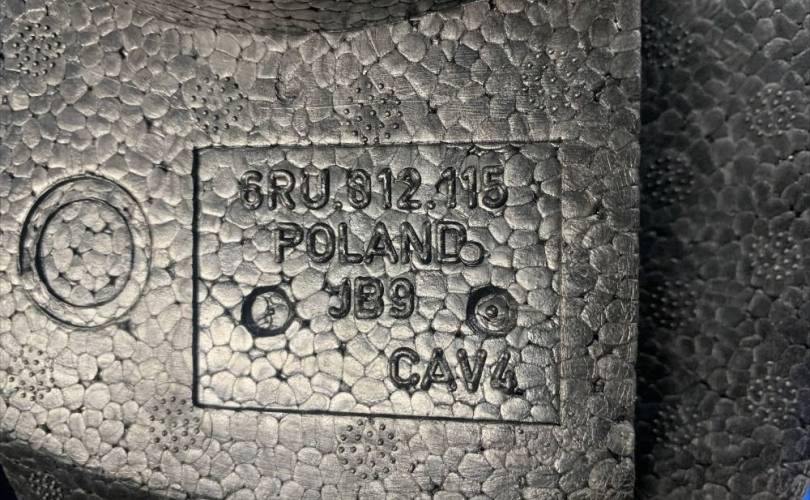 6RU.812.115
POLAND
JB9
CAV4